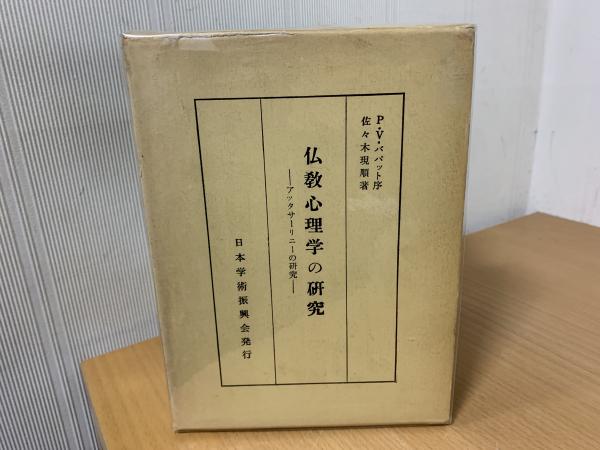 P・V・バパット序
佐々木現順著
仏教心理学の研究
―アッタサーリニーの研究―
日本学術振興会発行